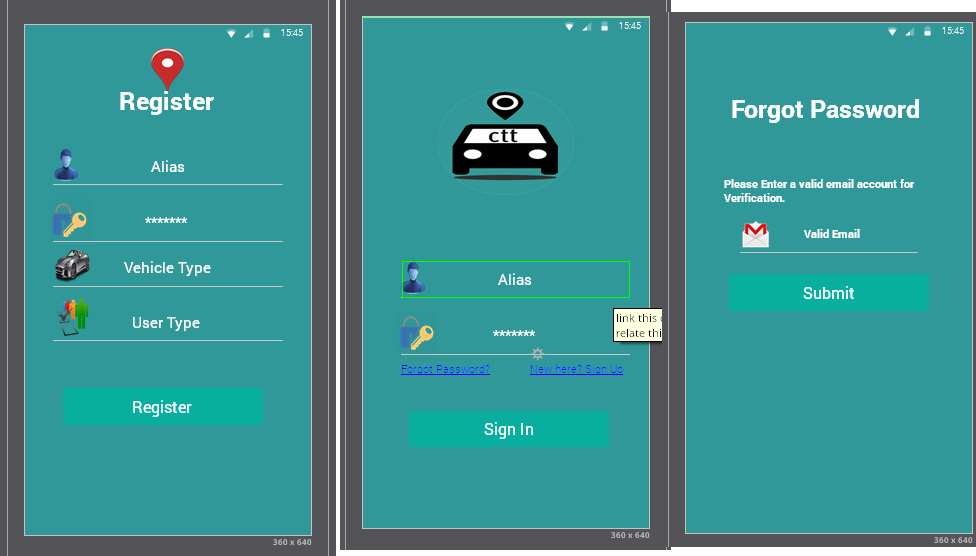 15:45
Register
Alias
*******
Vehicle Type
User Type
Register
360 x 640
15:45
ctt
Alias
link this
relate thi
*******
Forgot Password?
New here? Sign Up
Sign In
360 x 640
15:45
Forgot Password
Please Enter a valid email account for
Verification.
Valid Email
Submit
360 x 640